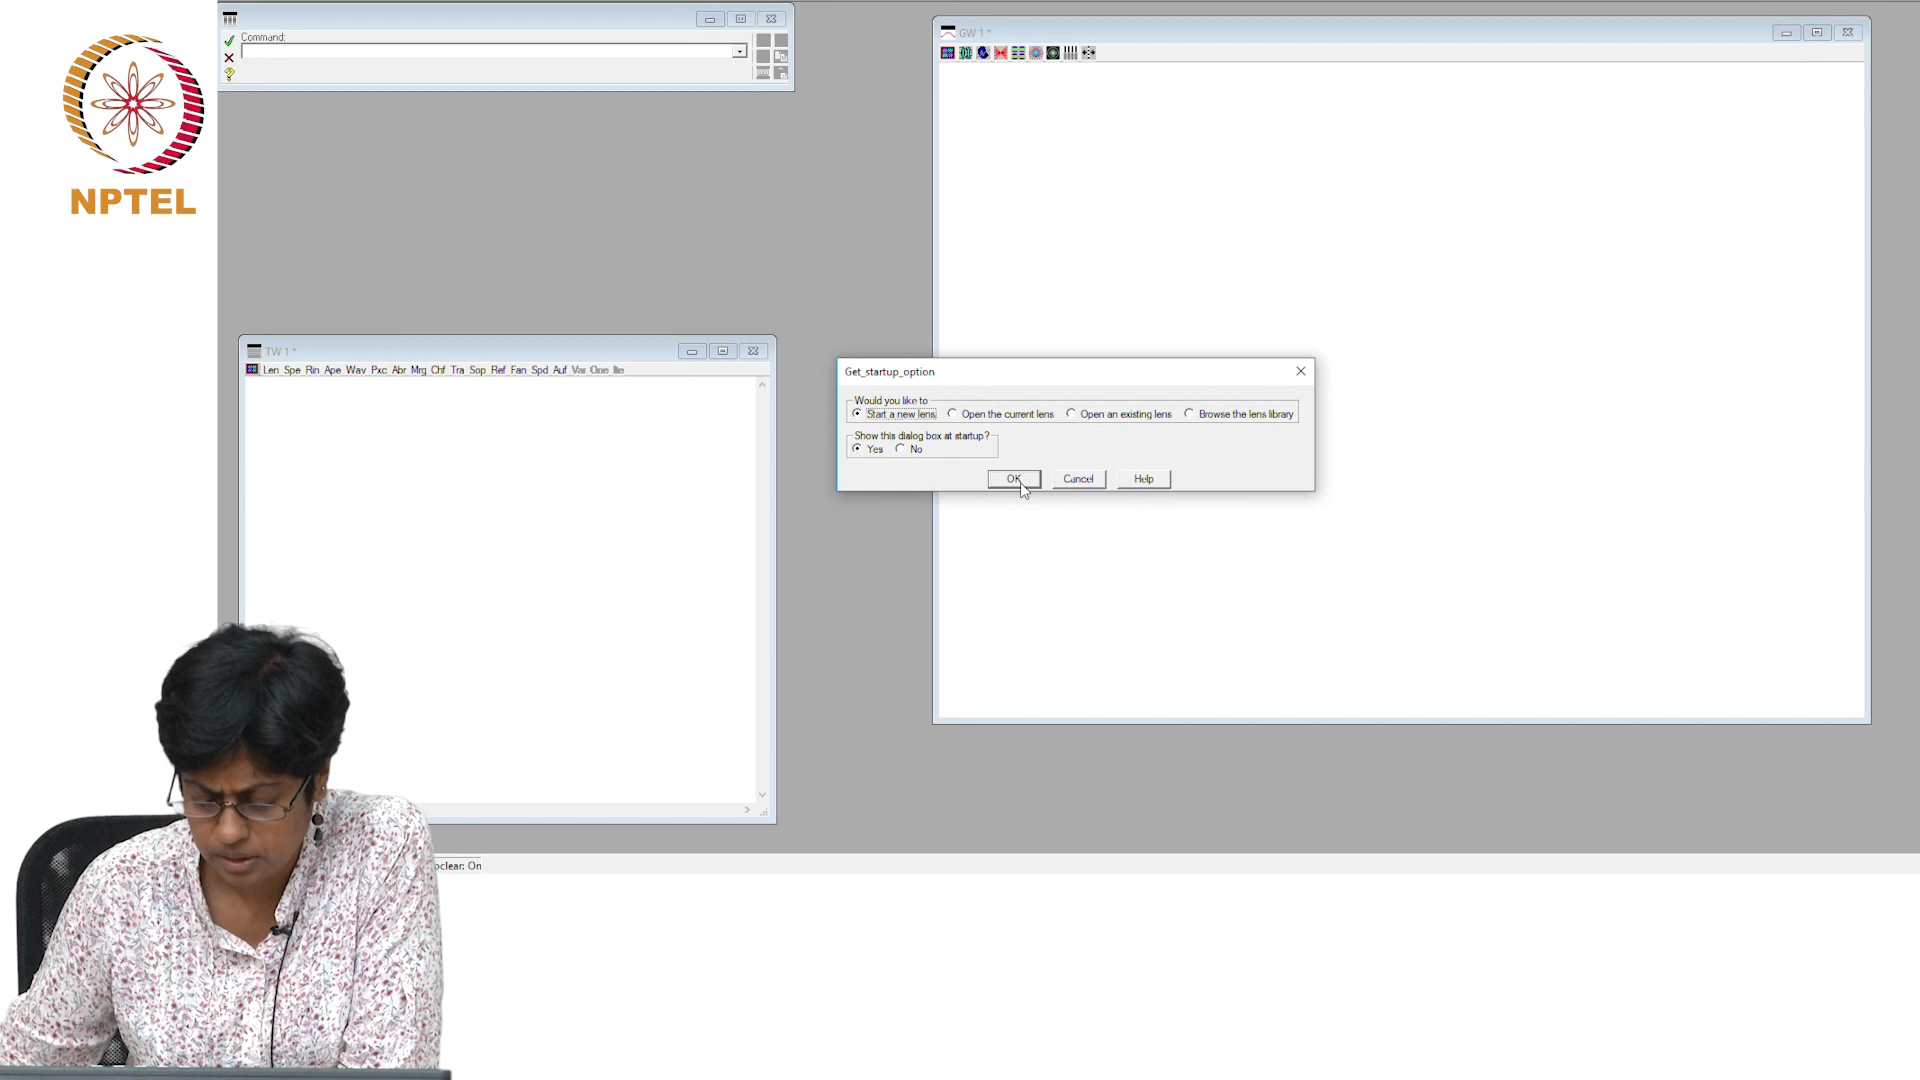 NPTEL
Command:
GW 1 *
TW 1 *
Len Spe Rin Ape Wav Pxc Abr Mrg Chf Tra Sop Ref Fan Spd Auf Var Ope Ite
Get_startup_option
Would you like to
Start a new lens Open the current lens Open an existing lens Browse the lens library
Show this dialog box at startup?
Yes No
OK Cancel Help
oclear: On